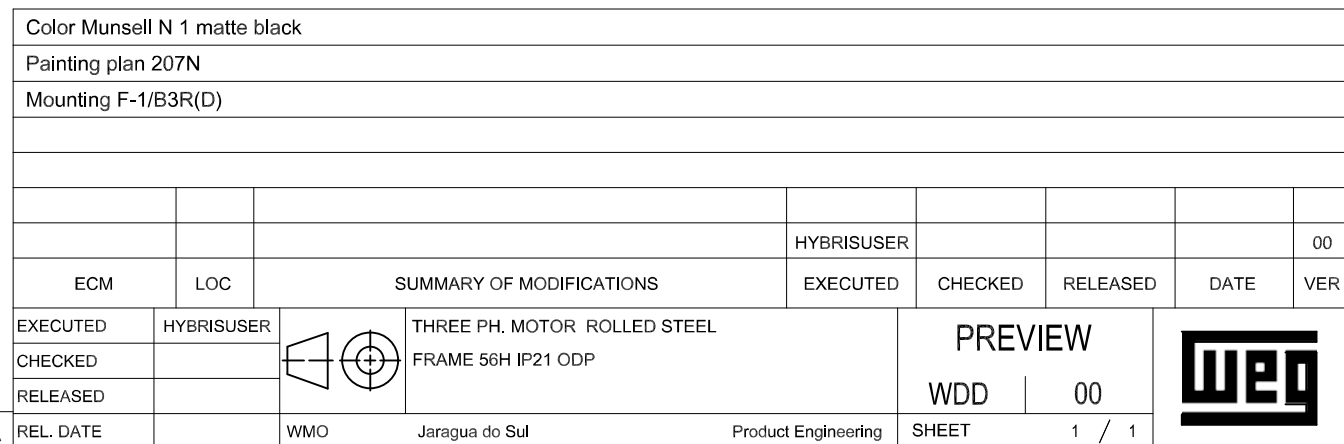 Color Munsell N 1 matte black
Painting plan 207N
Mounting F-1/B3R(D)
HYBRISUSER 00
ECM LOC SUMMARY OF MODIFICATIONS EXECUTED CHECKED RELEASED DATE VER
EXECUTED HYBRISUSER THREE PH. MOTOR ROLLED STEEL PREVIEW
CHECKED FRAME 56H IP21 ODP
RELEASED WDD 00
REL. DATE WMO Jaragua do Sul Product Engineering SHEET 1 / 1
weg